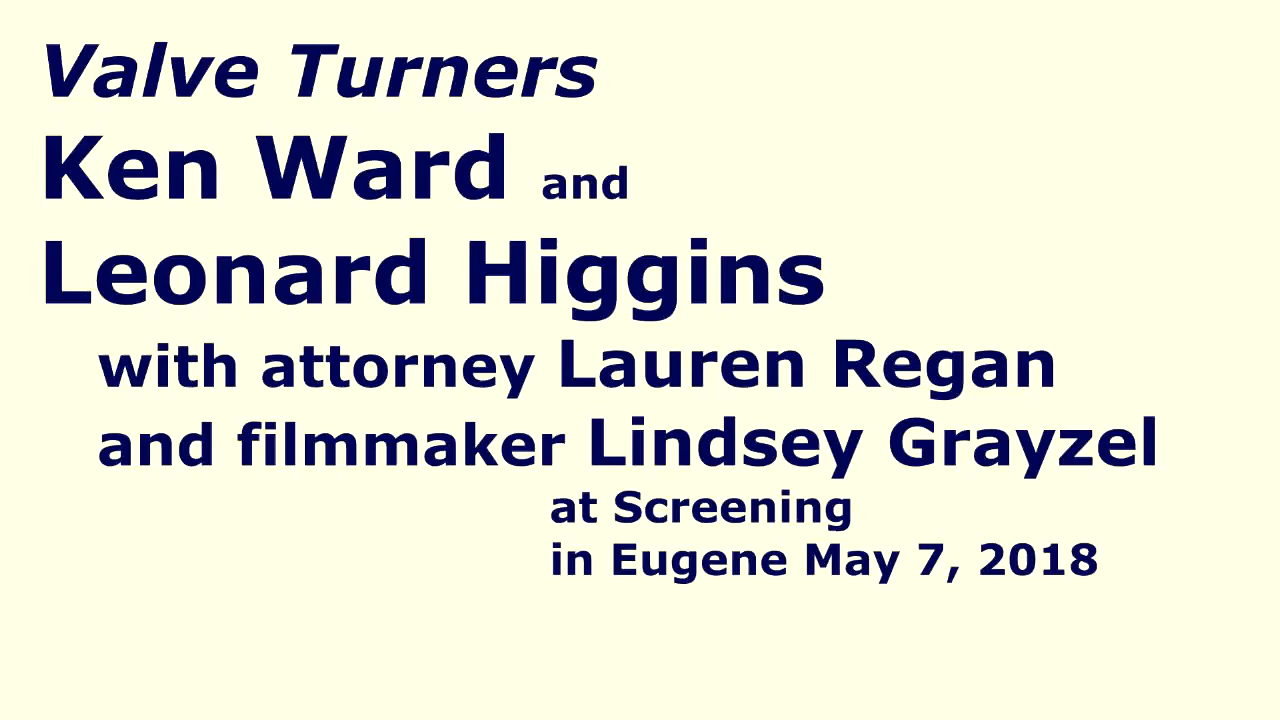 Valve Turners
Ken Ward and
Leonard Higgins
with attorney Lauren Regan
and filmmaker Lindsey Grayzel
at Screening
in Eugene May 7, 2018